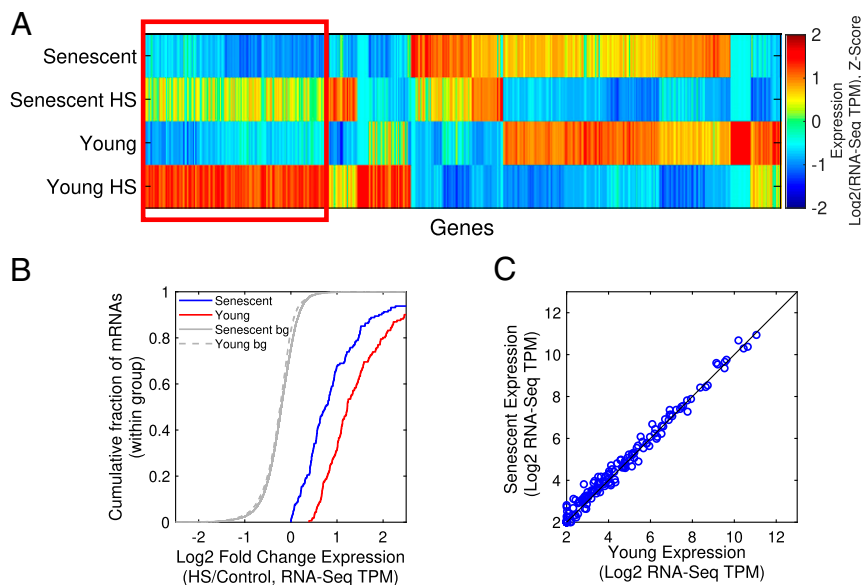 A
Senescent
Senescent HS
Young
Young HS
Genes
2
1
0
-1
-2
Expression
Log2(RNA-Seq TPM), Z-Score
B
Cumulative fraction of mRNAs
(within group)
1
0.8
0.6
0.4
0.2
0
Senescent
Young
Senescent bg
Young bg
-2 -1 0 1 2
Log2 Fold Change Expression
(HS/Control, RNA-Seq TPM)
C
Senescent Expression
(Log2 RNA-Seq TPM)
12
10
8
6
4
2
2 4 6 8 10 12
Young Expression
(Log2 RNA-Seq TPM)